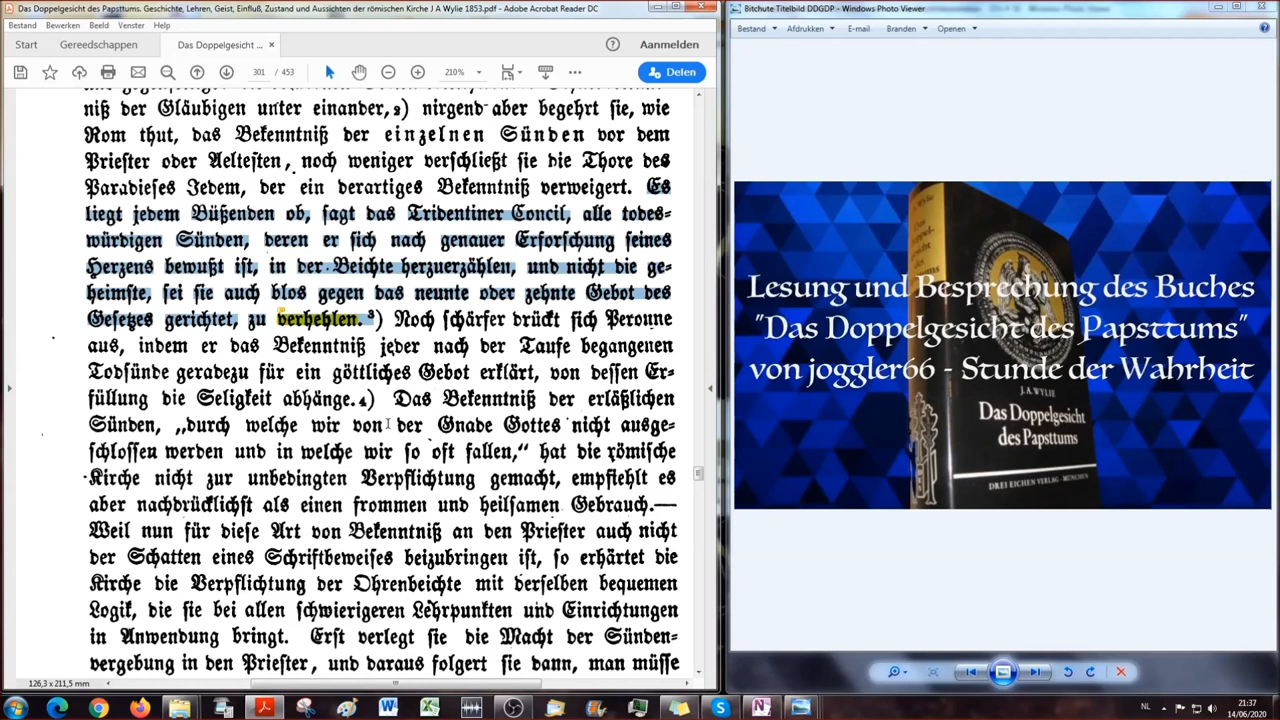 Das Doppelgesicht des Papsttums. Geschichte, Lehren, Geist, Einfluß, Zustand und Aussichten der römischen Kirche J A Wylie 1853.pdf - Adobe Acrobat Reader DC
Bestand Bewerken Beeld Venster Help
Start Gereedschappen Das Doppelgesicht ... × Aanmelden
301 / 453 210% Delen
niß der Gläubigen unter einander,₂) nirgend aber begehrt sie, wie
Rom thut, das Bekenntniß der einzelnen Sünden vor dem
Priester oder Aeltesten, noch weniger verschließt sie die Thore des
Paradieses Jedem, der ein derartiges Bekenntniß verweigert. Es
liegt jedem Büßenden ob, sagt das Tridentiner Concil, alle todes=
würdigen Sünden, deren er sich nach genauer Erforschung seines
Herzens bewußt ist, in der Beichte herzuerzählen, und nicht die ge=
heimste, sei sie auch blos gegen das neunte oder zehnte Gebot des
Gesetzes gerichtet, zu verhehlen.³) Noch schärfer drückt sich Peronne
aus, indem er das Bekenntniß jeder nach der Taufe begangenen
Todsünde geradezu für ein göttliches Gebot erklärt, von dessen Er=
füllung die Seligkeit abhänge.₄) Das Bekenntniß der erläßlichen
Sünden, „durch welche wir von der Gnade Gottes nicht ausge=
schlossen werden und in welche wir so oft fallen,“ hat die römische
Kirche nicht zur unbedingten Verpflichtung gemacht, empfiehlt es
aber nachdrücklichst als einen frommen und heilsamen Gebrauch.—
Weil nun für diese Art von Bekenntniß an den Priester auch nicht
der Schatten eines Schriftbeweises beizubringen ist, so erhärtet die
Kirche die Verpflichtung der Ohrenbeichte mit derselben bequemen
Logik, die sie bei allen schwierigeren Lehrpunkten und Einrichtungen
in Anwendung bringt. Erst verlegt sie die Macht der Sünden=
vergebung in den Priester, und daraus folgert sie dann, man müsse
126,3 x 211,5 mm
Bitchute Titelbild DDGDP - Windows Photo Viewer
Bestand Afdrukken E-mail Branden Openen
Lesung und Besprechung des Buches
"Das Doppelgesicht des Papsttums"
von joggler66 - Stunde der Wahrheit
J.A.WYLIE
Das Doppelgesicht
des Papsttums
DREI EICHEN VERLAG · MÜNCHEN
NL 21:37
14/06/2020